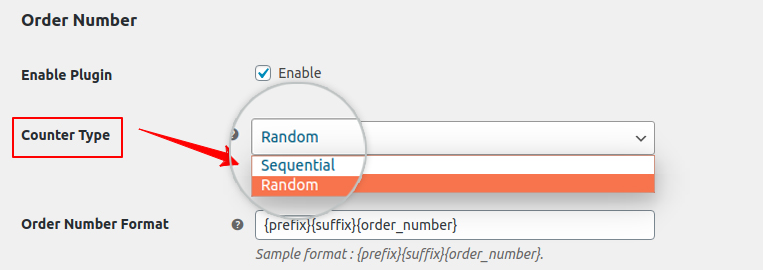 Order Number
Enable Plugin
Enable
Counter Type
Random
Sequential
Random
Order Number Format
{prefix}{suffix}{order_number}
Sample format : {prefix}{suffix}{order_number}.